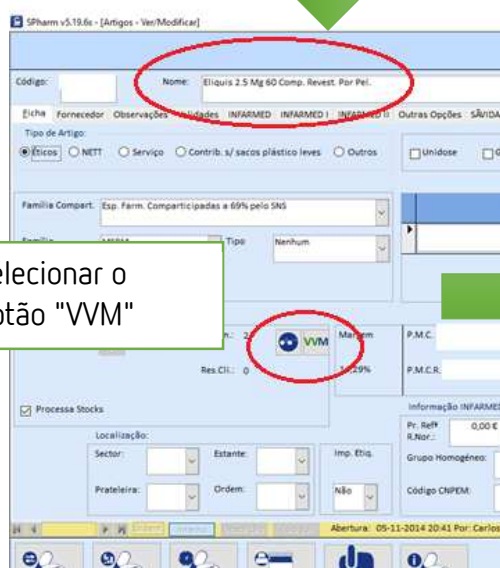 SPharm v5.19.6s - [Artigos - Ver/Modificar]
Código: Nome: Eliquis 2.5 Mg 60 Comp. Revest. Por Pel.
Ficha Fornecedor Observações Validades INFARMED INFARMED I INFARMED II Outras Opções SÃVIDA
Tipo de Artigo:
Éticos NETT Serviço Contrib. s/ sacos plástico leves Outros Unidose
Família Compart. Esp. Farm. Comparticipadas a 69% pelo SNS
Tipo Nenhum
elecionar o
otão "VVM"
VVM Margem P.M.C.
Res.Cli.: 0 P.M.C.R.
Processa Stocks Informação INFARMED
Localização: Pr. Refª 0,00 €
R.Nor.:
Sector: Estante: Imp. Etiq. Grupo Homogéneo:
Prateleira: Ordem: Não Código CNPEM:
Abertura: 05-11-2014 20:41 Por: Carlos